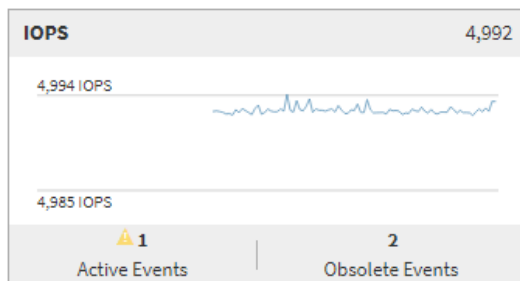 IOPS 4,992
4,994 IOPS
4,985 IOPS
1 2
Active Events Obsolete Events